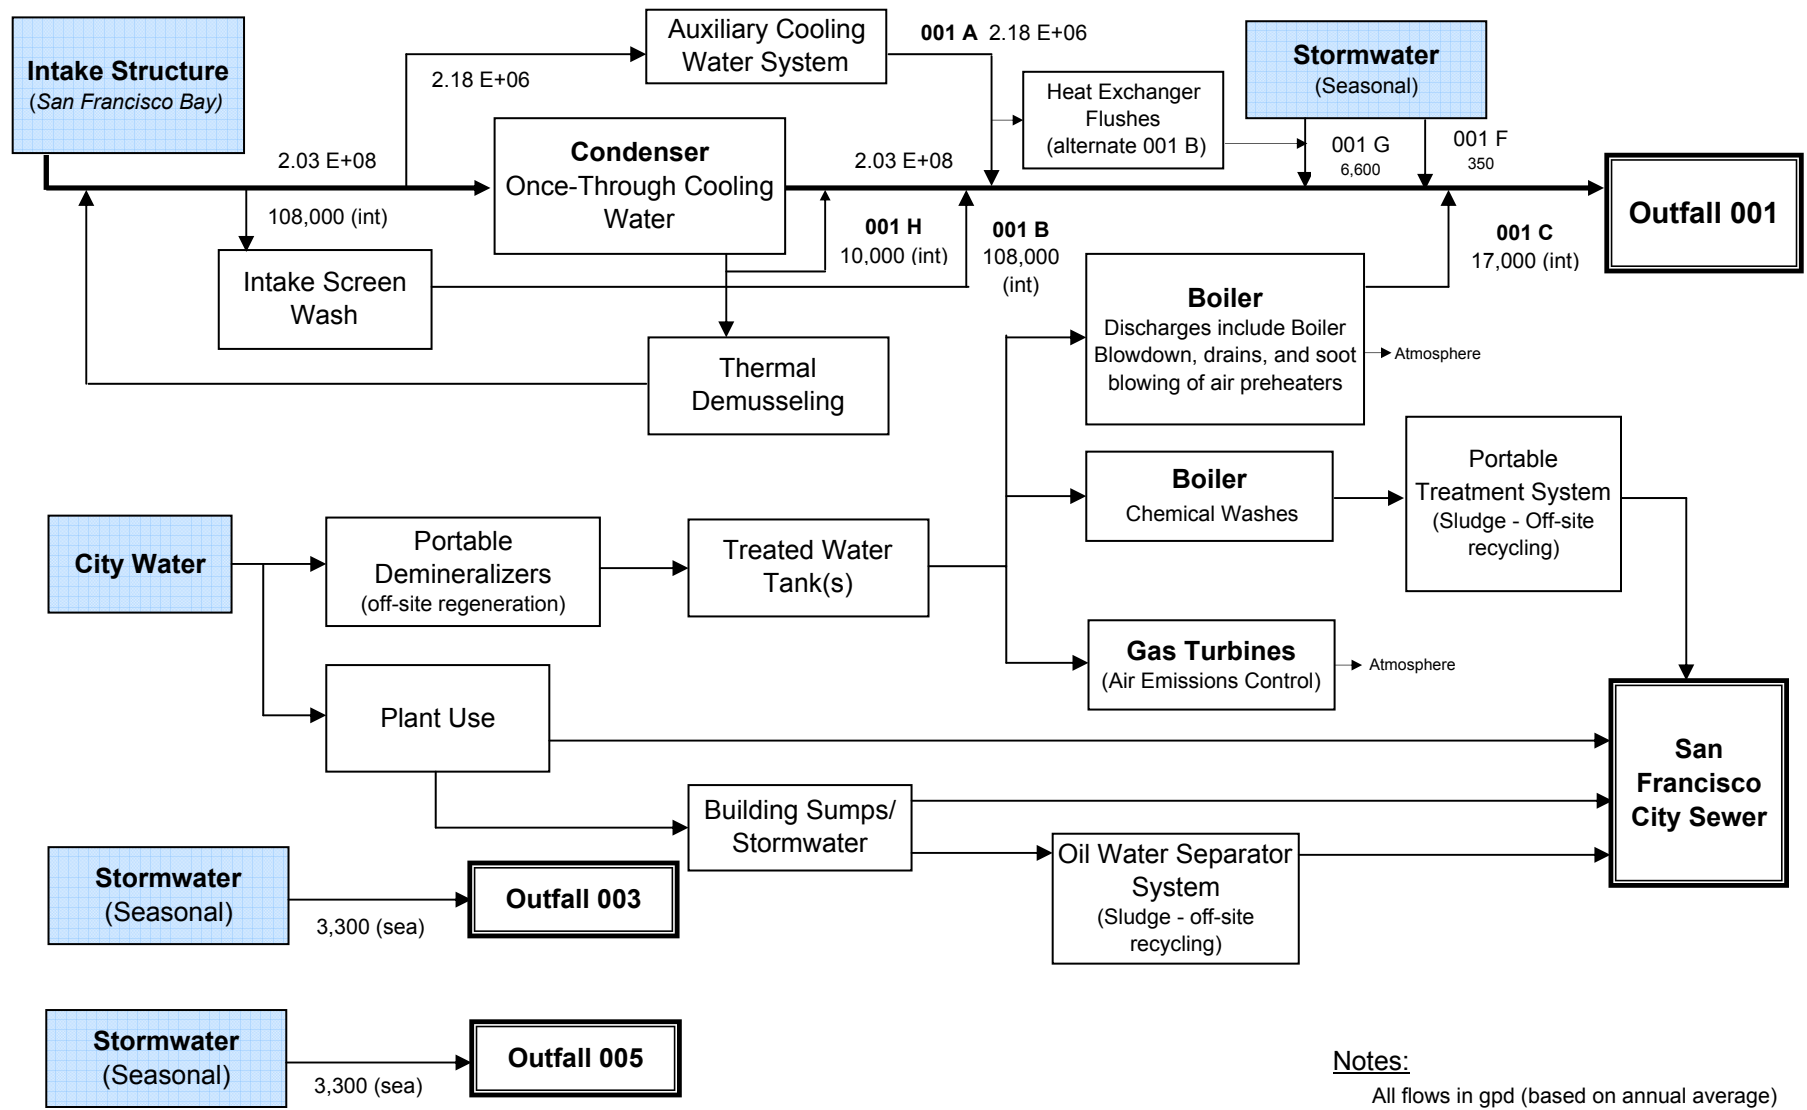 Intake Structure
(San Francisco Bay)
2.18 E+06
Auxiliary Cooling
Water System
001 A 2.18 E+06
Heat Exchanger
Flushes
(alternate 001 B)
Stormwater
(Seasonal)
001 G
6,600
001 F
350
Outfall 001
2.03 E+08
Condenser
Once-Through Cooling
Water
2.03 E+08
108,000 (int)
Intake Screen
Wash
001 H
10,000 (int)
001 B
108,000
(int)
001 C
17,000 (int)
Thermal
Demusseling
Boiler
Discharges include Boiler
Blowdown, drains, and soot
blowing of air preheaters
Atmosphere
City Water
Portable
Demineralizers
(off-site regeneration)
Treated Water
Tank(s)
Boiler
Chemical Washes
Portable
Treatment System
(Sludge - Off-site
recycling)
Gas Turbines
(Air Emissions Control)
Atmosphere
Plant Use
San
Francisco
City Sewer
Building Sumps/
Stormwater
Oil Water Separator
System
(Sludge - off-site
recycling)
Stormwater
(Seasonal)
3,300 (sea)
Outfall 003
Stormwater
(Seasonal)
3,300 (sea)
Outfall 005
Notes:
All flows in gpd (based on annual average)